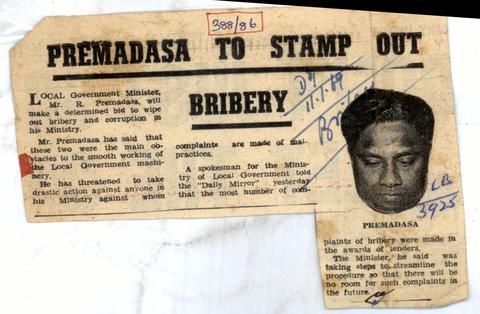 388/86
PREMADASA TO STAMP OUT
BRIBERY
LOCAL Government Minister,
Mr. R. Premadasa, will
make a determined bid to wipe
out bribery and corruption in
his Ministry.
Mr. Premadasa has said that
these two were the main obs-
tacles to the smooth working of
the Local Government machi-
nery.
He has threatened to take
drastic action against anyone in
his Ministry against whom
complaints are made of mal-
practices.
A spokesman for the Minis-
try of Local Government told
the "Daily Mirror" yesterday
that the most number of com-
PREMADASA
plaints of bribery were made in
the awards of tenders.
The Minister, he said was
taking steps to streamline the
procedure so that there will be
no room for such complaints in
the future.
LB
3925